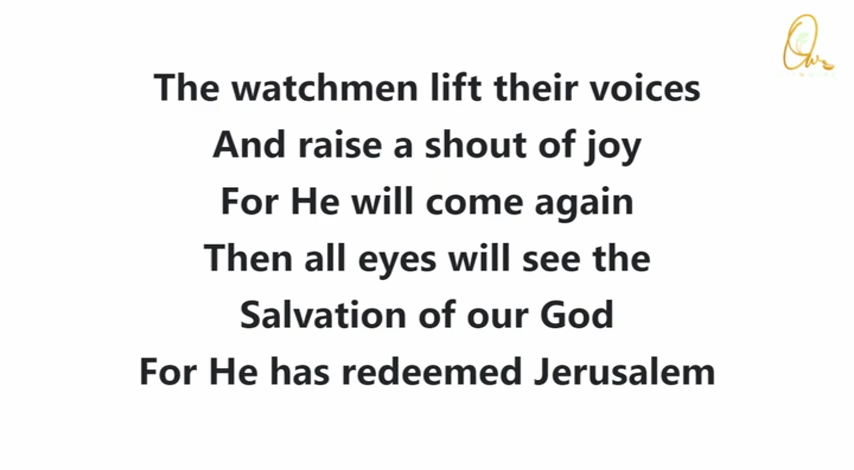 The watchmen lift their voices
And raise a shout of joy
For He will come again
Then all eyes will see the
Salvation of our God
For He has redeemed Jerusalem